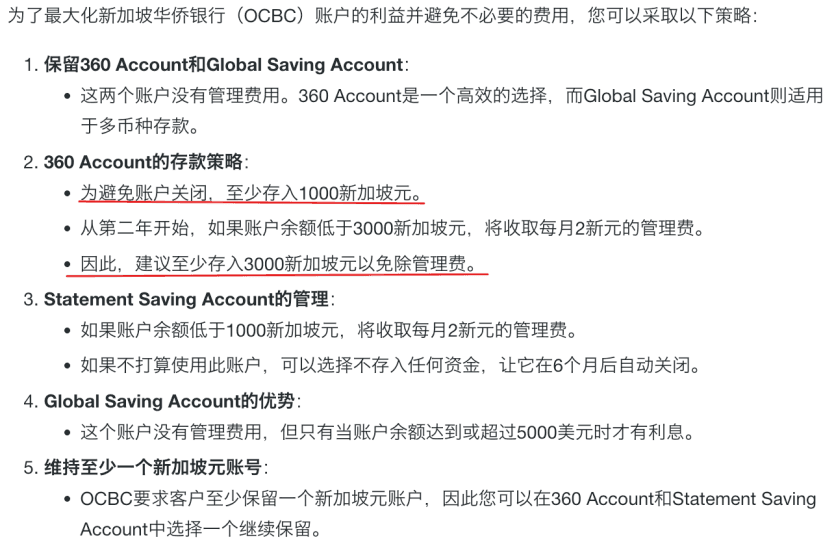 为了最大化新加坡华侨银行（OCBC）账户的利益并避免不必要的费用，您可以采取以下策略：
1. 保留360 Account和Global Saving Account：
• 这两个账户没有管理费用。360 Account是一个高效的选择，而Global Saving Account则适用
于多币种存款。
2. 360 Account的存款策略：
• 为避免账户关闭，至少存入1000新加坡元。
• 从第二年开始，如果账户余额低于3000新加坡元，将收取每月2新元的管理费。
• 因此，建议至少存入3000新加坡元以免除管理费。
3. Statement Saving Account的管理：
• 如果账户余额低于1000新加坡元，将收取每月2新元的管理费。
• 如果不打算使用此账户，可以选择不存入任何资金，让它在6个月后自动关闭。
4. Global Saving Account的优势：
• 这个账户没有管理费用，但只有当账户余额达到或超过5000美元时才有利息。
5. 维持至少一个新加坡元账号：
• OCBC要求客户至少保留一个新加坡元账户，因此您可以在360 Account和Statement Saving
Account中选择一个继续保留。